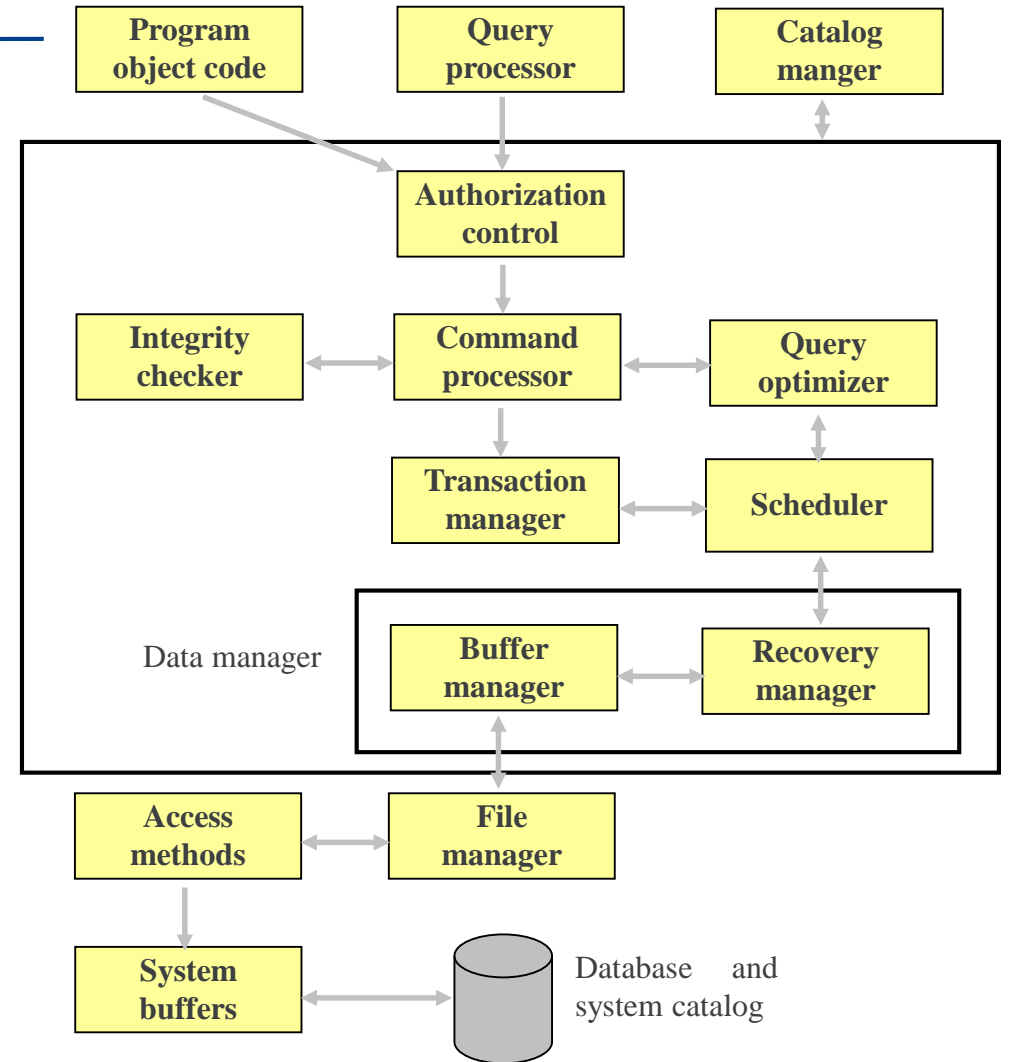 Program
object code
Query
processor
Catalog
manger
Authorization
control
Integrity
checker
Command
processor
Query
optimizer
Transaction
manager
Scheduler
Data manager
Buffer
manager
Recovery
manager
Access
methods
File
manager
System
buffers
Database and
system catalog